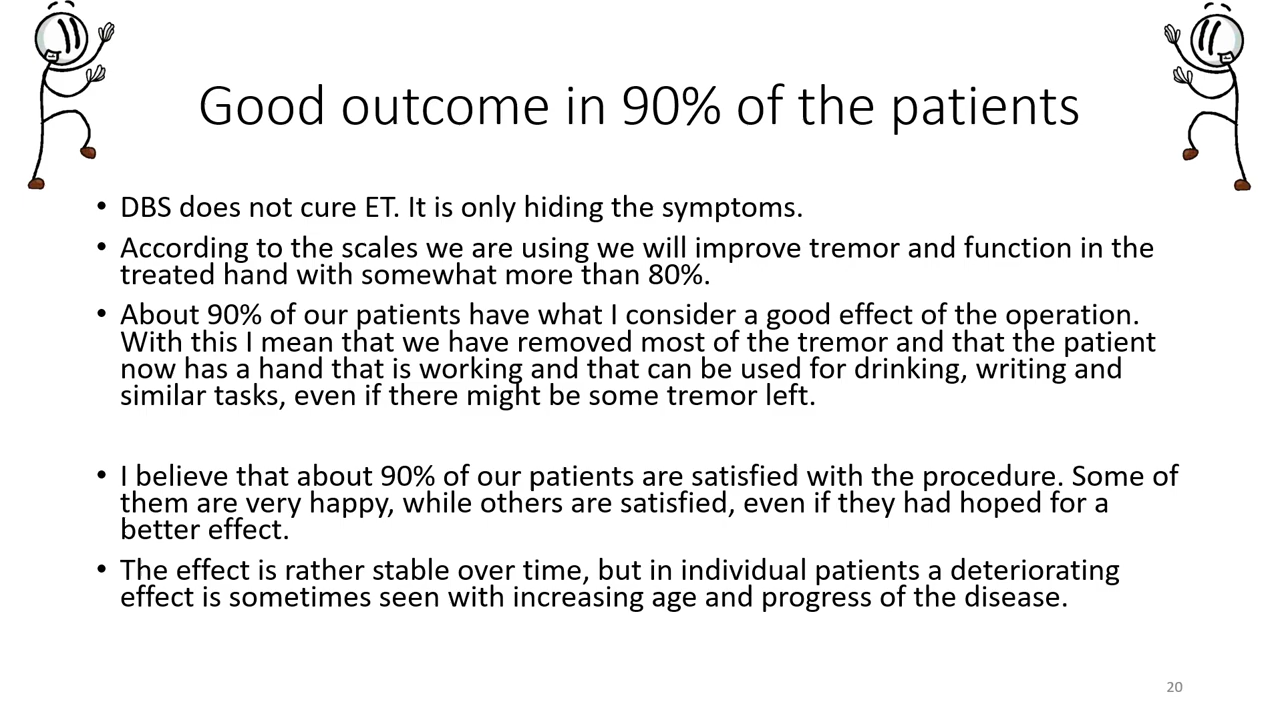 Good outcome in 90% of the patients
• DBS does not cure ET. It is only hiding the symptoms.
• According to the scales we are using we will improve tremor and function in the
treated hand with somewhat more than 80%.
• About 90% of our patients have what I consider a good effect of the operation.
With this I mean that we have removed most of the tremor and that the patient
now has a hand that is working and that can be used for drinking, writing and
similar tasks, even if there might be some tremor left.
• I believe that about 90% of our patients are satisfied with the procedure. Some of
them are very happy, while others are satisfied, even if they had hoped for a
better effect.
• The effect is rather stable over time, but in individual patients a deteriorating
effect is sometimes seen with increasing age and progress of the disease.
20